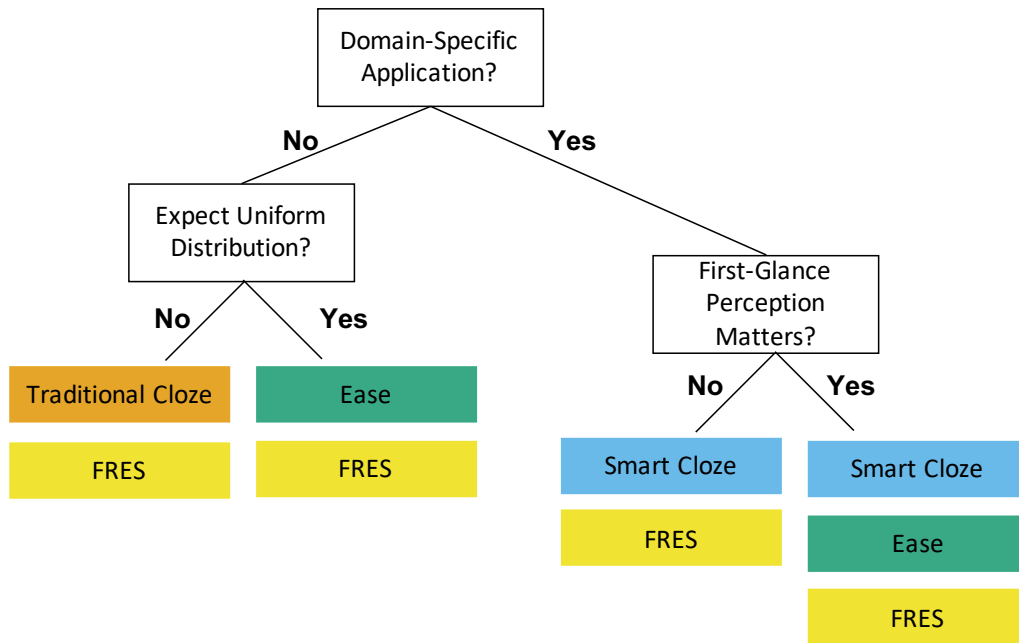 Domain-Specific
Application?
No
Yes
Expect Uniform
Distribution?
First-Glance
Perception
Matters?
No
Yes
No
Yes
Traditional Cloze
Ease
FRES
FRES
Smart Cloze
Smart Cloze
FRES
Ease
FRES